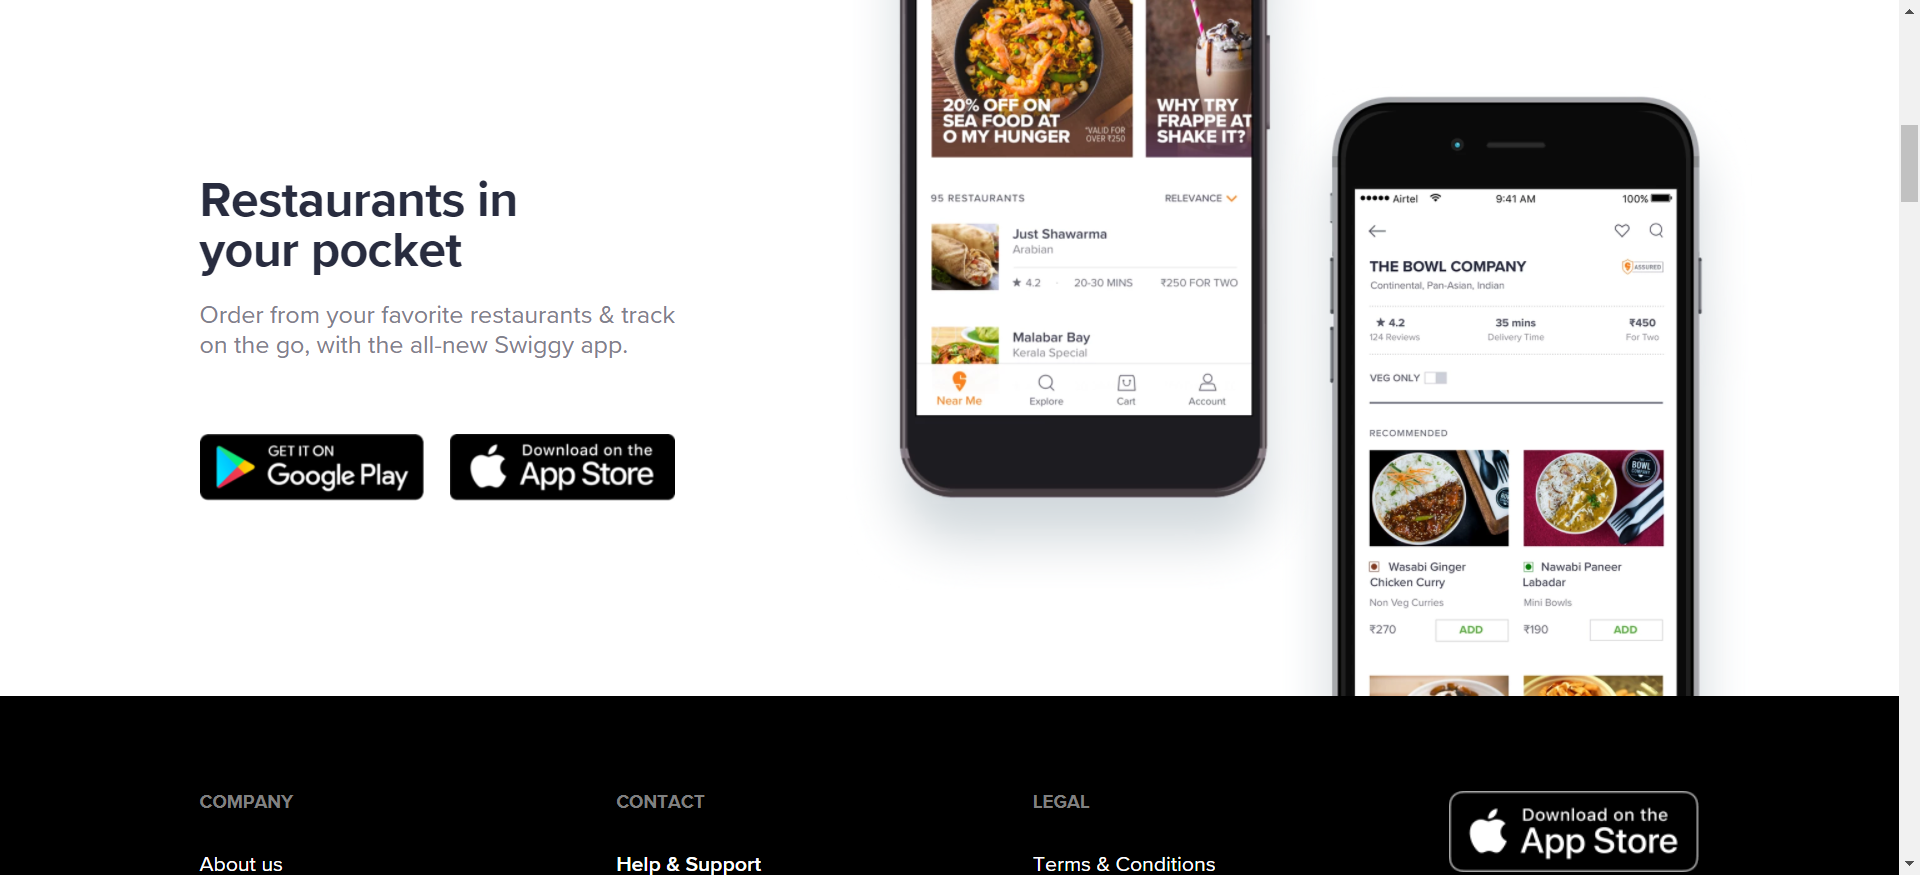 Restaurants in
your pocket
Order from your favorite restaurants & track
on the go, with the all-new Swiggy app.
GET IT ON
Google Play
Download on the
App Store
20% OFF ON
SEA FOOD AT
O MY HUNGER
*VALID FOR
OVER ₹250
WHY TRY
FRAPPE AT
SHAKE IT?
95 RESTAURANTS
RELEVANCE
Just Shawarma
Arabian
★ 4.2 · 20-30 MINS ₹250 FOR TWO
Malabar Bay
Kerala Special
Near Me
Explore
Cart
Account
Airtel 9:41 AM 100%
THE BOWL COMPANY
ASSURED
Continental, Pan-Asian, Indian
★ 4.2 35 mins ₹450
124 Reviews Delivery Time For Two
VEG ONLY
RECOMMENDED
BOWL
Wasabi Ginger
Chicken Curry
Non Veg Curries
₹270 ADD
Nawabi Paneer
Labadar
Mini Bowls
₹190 ADD
COMPANY
About us
CONTACT
Help & Support
LEGAL
Terms & Conditions
Download on the
App Store